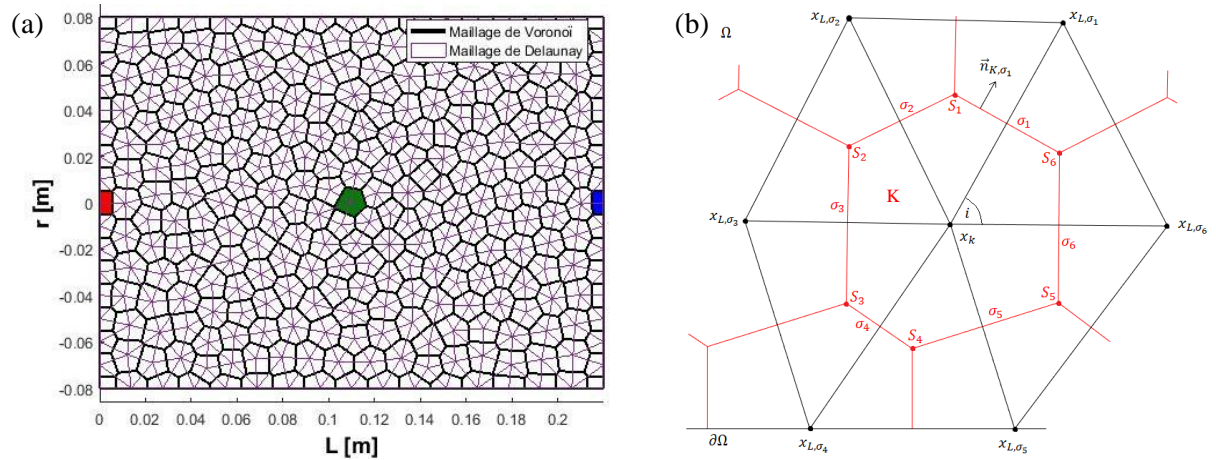 (a)
Maillage de Voronoï
Maillage de Delaunay
r [m]
0.08
0.06
0.04
0.02
0
-0.02
-0.04
-0.06
-0.08
0 0.02 0.04 0.06 0.08 0.1 0.12 0.14 0.16 0.18 0.2
L [m]
(b)
Ω
x_{L,σ_2}
x_{L,σ_1}
\vec{n}_{K,σ_1}
σ_2
S_1
σ_1
S_2
S_6
K
x_{L,σ_3}
σ_3
i
x_k
x_{L,σ_6}
σ_6
S_3
S_5
σ_4
σ_5
S_4
∂Ω
x_{L,σ_4}
x_{L,σ_5}